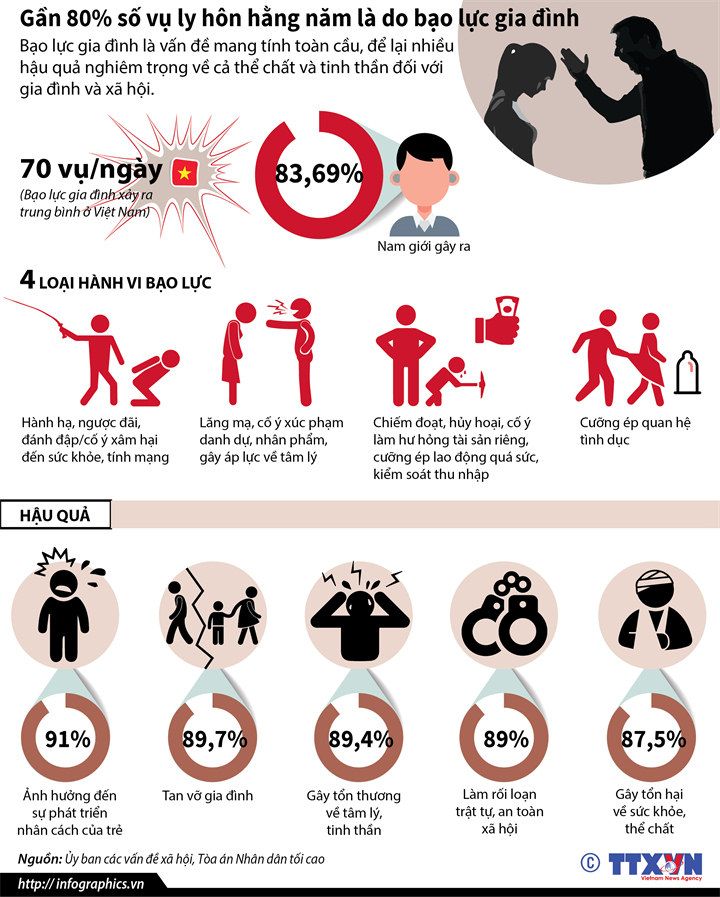 Gần 80% số vụ ly hôn hằng năm là do bạo lực gia đình
Bạo lực gia đình là vấn đề mang tính toàn cầu, để lại nhiều
hậu quả nghiêm trọng về cả thể chất và tinh thần đối với
gia đình và xã hội.
70 vụ/ngày
(Bạo lực gia đình xảy ra
trung bình ở Việt Nam)
83,69%
Nam giới gây ra
4 LOẠI HÀNH VI BẠO LỰC
Hành hạ, ngược đãi,
đánh đập/cố ý xâm hại
đến sức khỏe, tính mạng
Lăng mạ, cố ý xúc phạm
danh dự, nhân phẩm,
gây áp lực về tâm lý
Chiếm đoạt, hủy hoại, cố ý
làm hư hỏng tài sản riêng,
cưỡng ép lao động quá sức,
kiểm soát thu nhập
Cưỡng ép quan hệ
tình dục
HẬU QUẢ
91%
Ảnh hưởng đến
sự phát triển
nhân cách của trẻ
89,7%
Tan vỡ gia đình
89,4%
Gây tổn thương
về tâm lý,
tinh thần
89%
Làm rối loạn
trật tự, an toàn
xã hội
87,5%
Gây tổn hại
về sức khỏe,
thể chất
Nguồn: Ủy ban các vấn đề xã hội, Tòa án Nhân dân tối cao
© TTXVN
Vietnam News Agency
http://infographics.vn